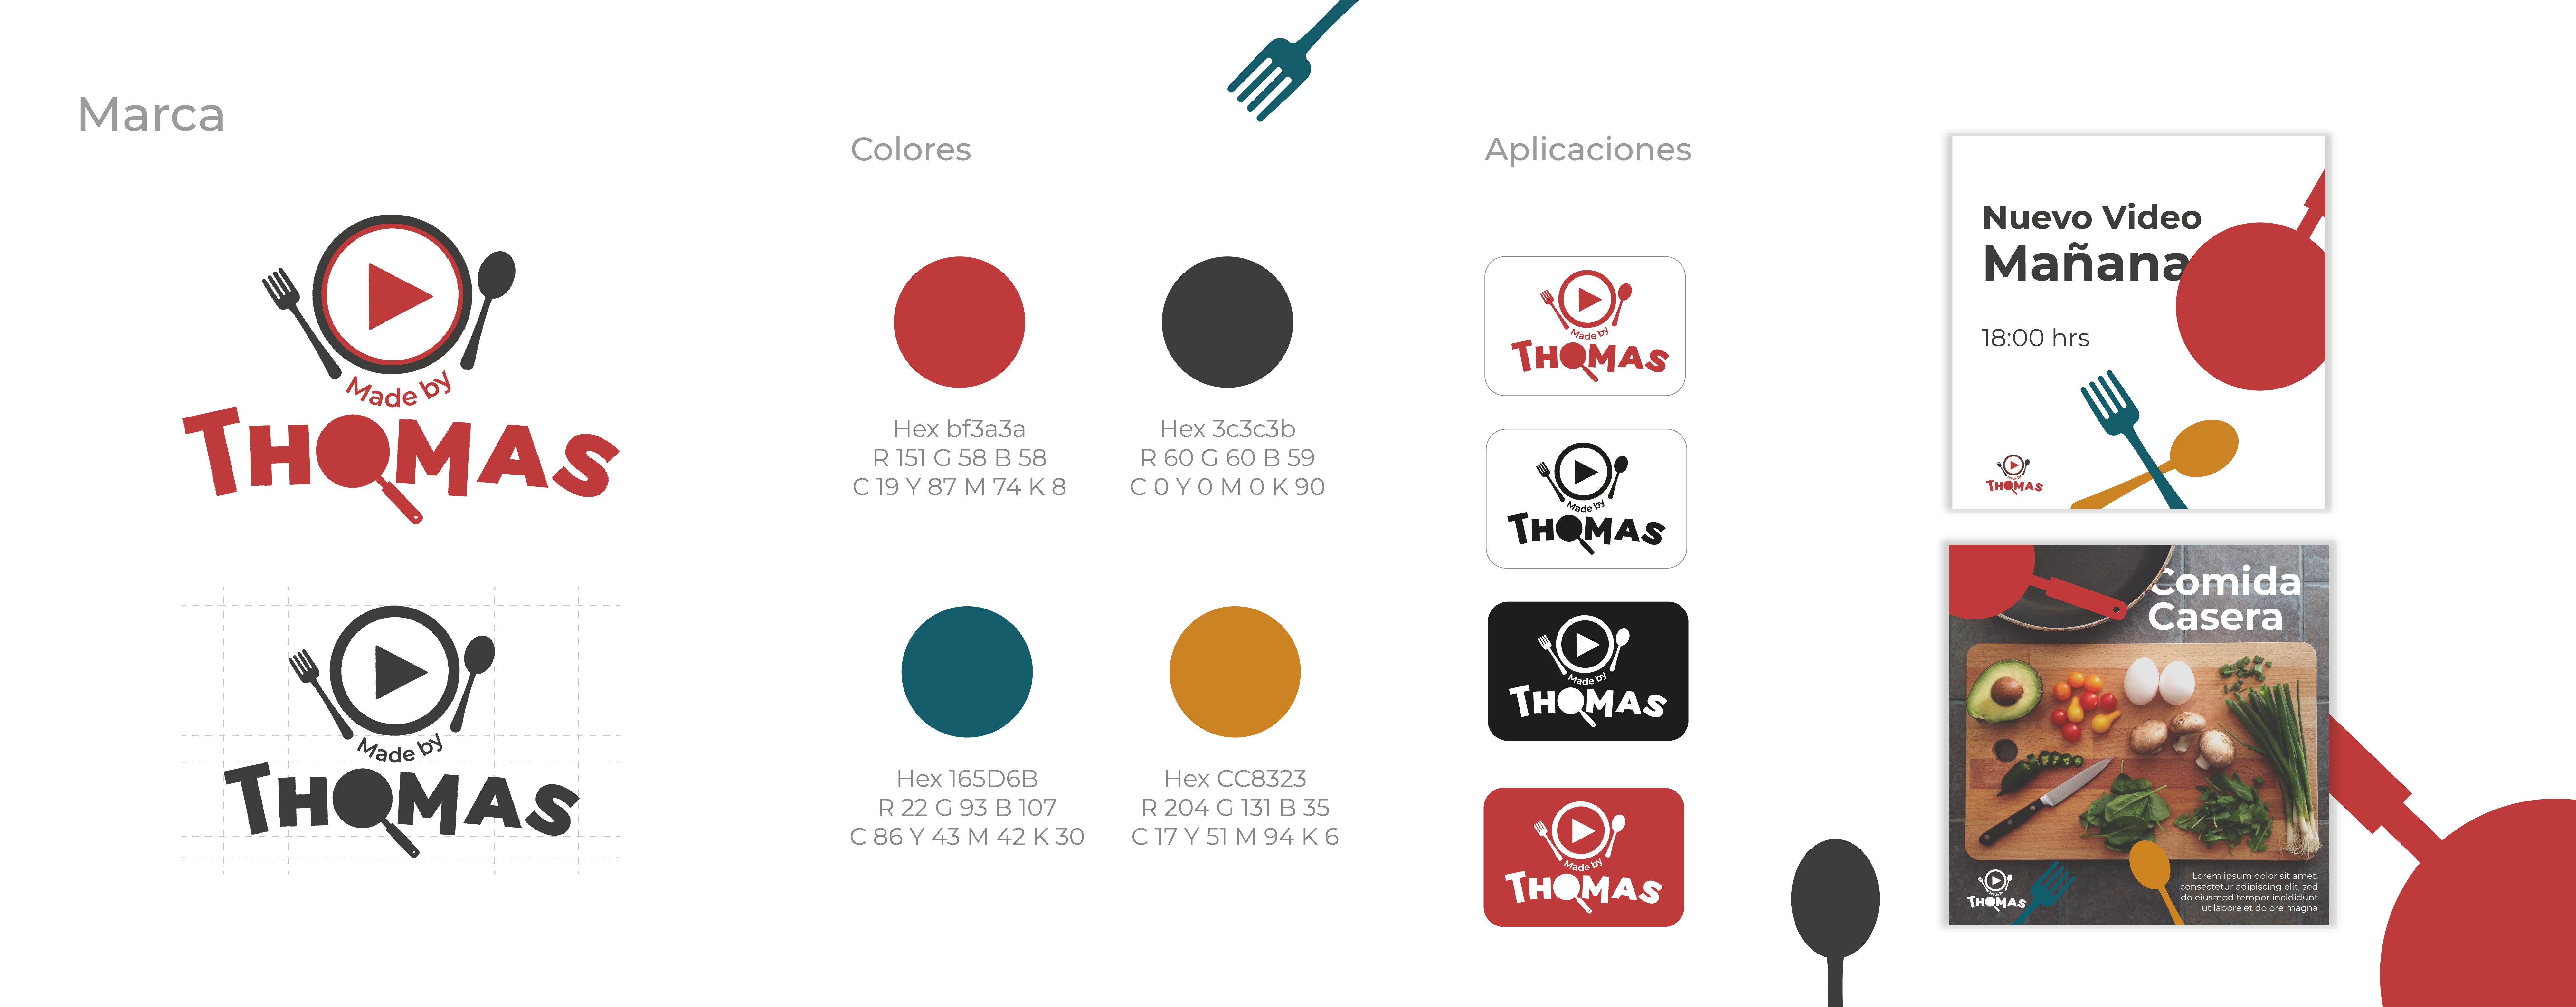 Marca
Made by
THOMAS
Made by
THOMAS
Colores
Hex bf3a3a
R 151 G 58 B 58
C 19 Y 87 M 74 K 8
Hex 3c3c3b
R 60 G 60 B 59
C 0 Y 0 M 0 K 90
Hex 165D6B
R 22 G 93 B 107
C 86 Y 43 M 42 K 30
Hex CC8323
R 204 G 131 B 35
C 17 Y 51 M 94 K 6
Aplicaciones
Made by
THOMAS
Made by
THOMAS
Made by
THOMAS
Made by
THOMAS
Nuevo Video
Mañana
18:00 hrs
THOMAS
Comida
Casera
THOMAS
Lorem ipsum dolor sit amet,
consectetur adipiscing elit, sed
do eiusmod tempor incididunt
ut labore et dolore magna